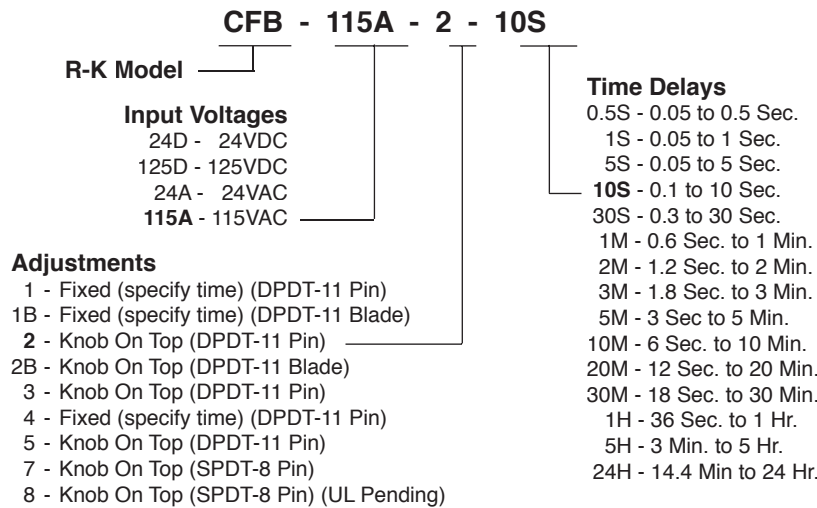 CFB - 115A - 2 - 10S
R-K Model
Input Voltages
24D - 24VDC
125D - 125VDC
24A - 24VAC
115A - 115VAC
Adjustments
1 - Fixed (specify time) (DPDT-11 Pin)
1B - Fixed (specify time) (DPDT-11 Blade)
2 - Knob On Top (DPDT-11 Pin)
2B - Knob On Top (DPDT-11 Blade)
3 - Knob On Top (DPDT-11 Pin)
4 - Fixed (specify time) (DPDT-11 Pin)
5 - Knob On Top (DPDT-11 Pin)
7 - Knob On Top (SPDT-8 Pin)
8 - Knob On Top (SPDT-8 Pin) (UL Pending)
Time Delays
0.5S - 0.05 to 0.5 Sec.
1S - 0.05 to 1 Sec.
5S - 0.05 to 5 Sec.
10S - 0.1 to 10 Sec.
30S - 0.3 to 30 Sec.
1M - 0.6 Sec. to 1 Min.
2M - 1.2 Sec. to 2 Min.
3M - 1.8 Sec. to 3 Min.
5M - 3 Sec to 5 Min.
10M - 6 Sec. to 10 Min.
20M - 12 Sec. to 20 Min.
30M - 18 Sec. to 30 Min.
1H - 36 Sec. to 1 Hr.
5H - 3 Min. to 5 Hr.
24H - 14.4 Min to 24 Hr.